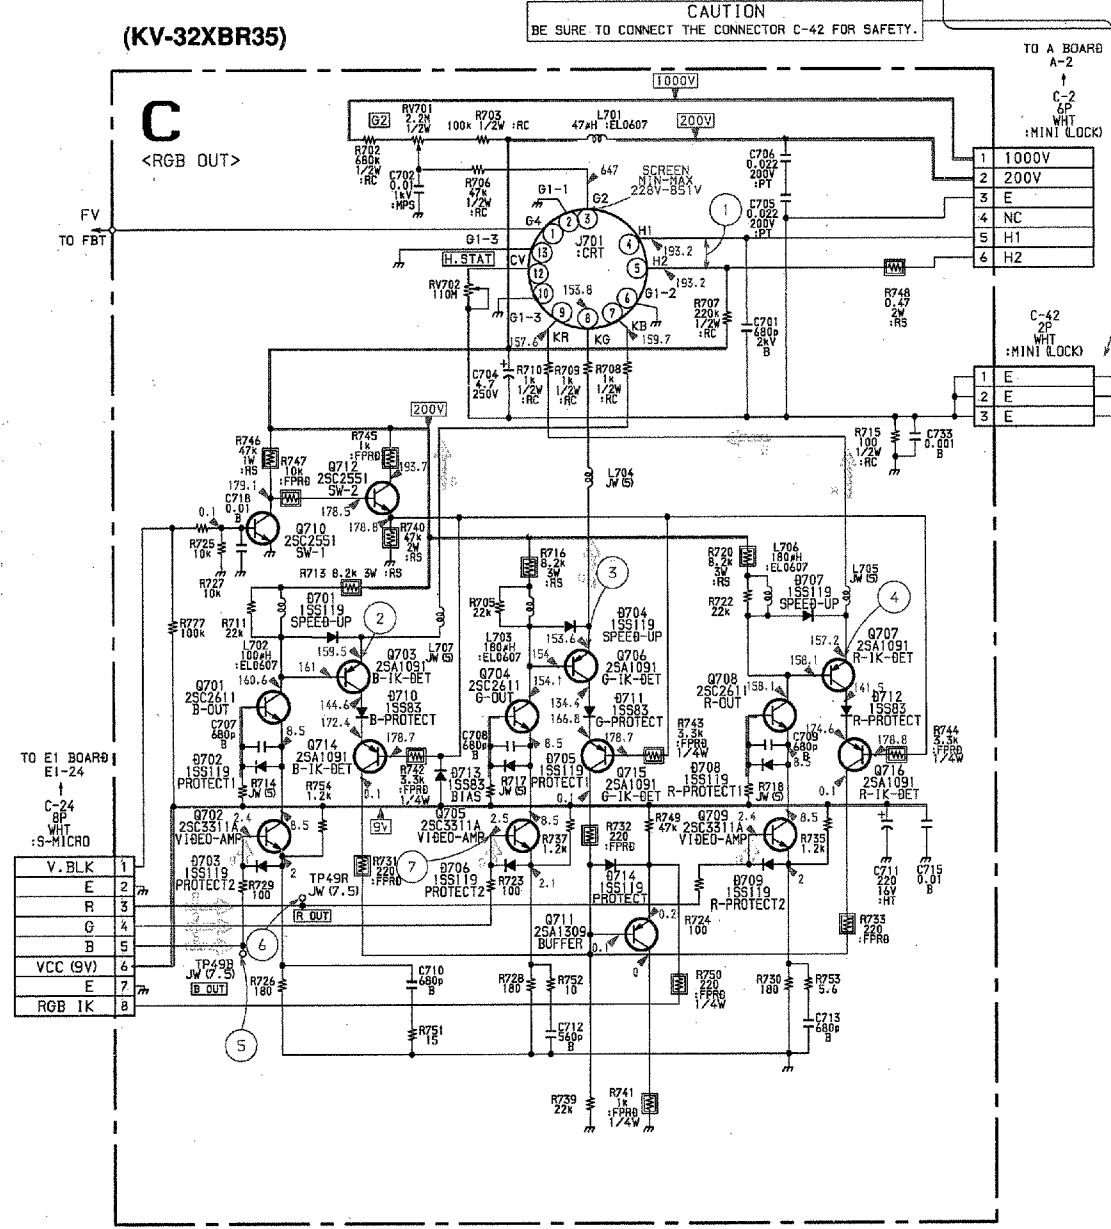 (KV-32XBR35)
CAUTION
BE SURE TO CONNECT THE CONNECTOR C-42 FOR SAFETY.
TO A BOARD
A-2
C-2
6P
WHT
:MINI (LOCK)
1 1000V
2 200V
3 E
4 NC
5 H1
6 H2
C
<RGB OUT>
1000V
G2
RV701
2.2M
1/2W
R703
100k 1/2W :RC
L701
47μH :EL0607
200V
R702
680k
1/2W
:RC
C702
0.01
1kV
:MPS
R706
47k
1/2W
:RC
647
SCREEN
MIN-MAX
228V-851V
C706
0.022
200V
:PT
C705
0.022
200V
:PT
FV
TO FBT
G1-1
G2
G4
G1-3
H.STAT
CV
RV702
110M
G1-3
J701
:CRT
1
2
3
4
5
6
7
8
9
10
12
13
H1
193.2
H2
193.2
1
G1-2
153.8
157.6
KR
KG
KB
159.7
R707
220k
1/2W
:RC
C701
680p
2kV
B
R748
0.47
2W
:RS
C-42
2P
WHT
:MINI (LOCK)
1 E
2 E
3 E
C704
4.7
250V
R710
1k
1/2W
:RC
R709
1k
1/2W
:RC
R708
1k
1/2W
:RC
R715
100
1/2W
:RC
C733
0.001
B
200V
R746
47k
1W
:RS
R747
10k
:FPRD
R745
1k
:FPRD
Q712
2SC2551
SW-2
193.7
179.1
178.5
178.8
C718
0.01
B
0.1
R725
10k
R727
10k
Q710
2SC2551
SW-1
R740
47k
2W
:RS
L704
JW(5)
R713 8.2k 3W :RS
R716
8.2k
3W
:RS
R720
8.2k
3W
:RS
L706
180μH
:EL0607
L705
JW(5)
R777
100k
R711
22k
D701
1SS119
SPEED-UP
2
L707
JW(5)
R705
22k
3
D704
1SS119
SPEED-UP
R722
22k
D707
1SS119
SPEED-UP
4
L702
100μH
:EL0607
159.5
161
160.6
Q703
2SA1091
B-IK-DET
L703
180μH
:EL0607
153.6
154
154.1
Q706
2SA1091
G-IK-DET
157.2
158.1
158.1
Q707
2SA1091
R-IK-DET
Q701
2SC2611
B-OUT
144.6
172.4
D710
1SS83
B-PROTECT
Q704
2SC2611
G-OUT
134.4
166.8
D711
1SS83
G-PROTECT
Q708
2SC2611
R-OUT
141.5
174.6
D712
1SS83
R-PROTECT
C707
680p
B
8.5
Q714
2SA1091
B-IK-DET
178.7
R742
3.3k
:FPRD
1/4W
C708
680p
B
8.5
D705
1SS119
PROTECT1
178.7
Q715
2SA1091
G-IK-DET
R743
3.3k
:FPRD
1/4W
C709
680p
B
8.5
178.8
Q716
2SA1091
R-IK-DET
R744
3.3k
:FPRD
1/4W
D702
1SS119
PROTECT1
R714
JW(5)
R754
1.2k
0.1
D713
1SS83
BIAS
R717
JW(5)
0.1
D708
1SS119
R-PROTECT1
R718
JW(5)
0.1
TO E1 BOARD
E1-24
C-24
8P
WHT
:S-MICRO
V.BLK 1
E 2
R 3
G 4
B 5
VCC (9V) 6
E 7
RGB IK 8
9V
Q702
2SC3311A
VIDEO-AMP
2.4
8.5
2
D703
1SS119
PROTECT2
R729
100
R731
220
:FPRD
Q705
2SC3311A
VIDEO-AMP
2.5
8.5
2.1
7
D706
1SS119
PROTECT2
R723
100
R737
1.2k
R732
220
:FPRD
D714
1SS119
PROTECT
R749
47k
Q709
2SC3311A
VIDEO-AMP
2.4
8.5
2
D709
1SS119
R-PROTECT2
R724
100
R735
1.2k
C711
220
16V
:HT
C715
0.01
B
TP49R
JW(7.5)
R OUT
6
TP49B
JW(7.5)
B OUT
5
Q711
2SA1309
BUFFER
0.2
0.1
0
R733
220
:FPRD
R726
180
C710
680p
B
R751
15
R728
180
R752
10
C712
560p
B
R750
220
:FPRD
1/4W
R730
180
R753
5.6
C713
680p
B
R739
22k
R741
1k
:FPRD
1/4W